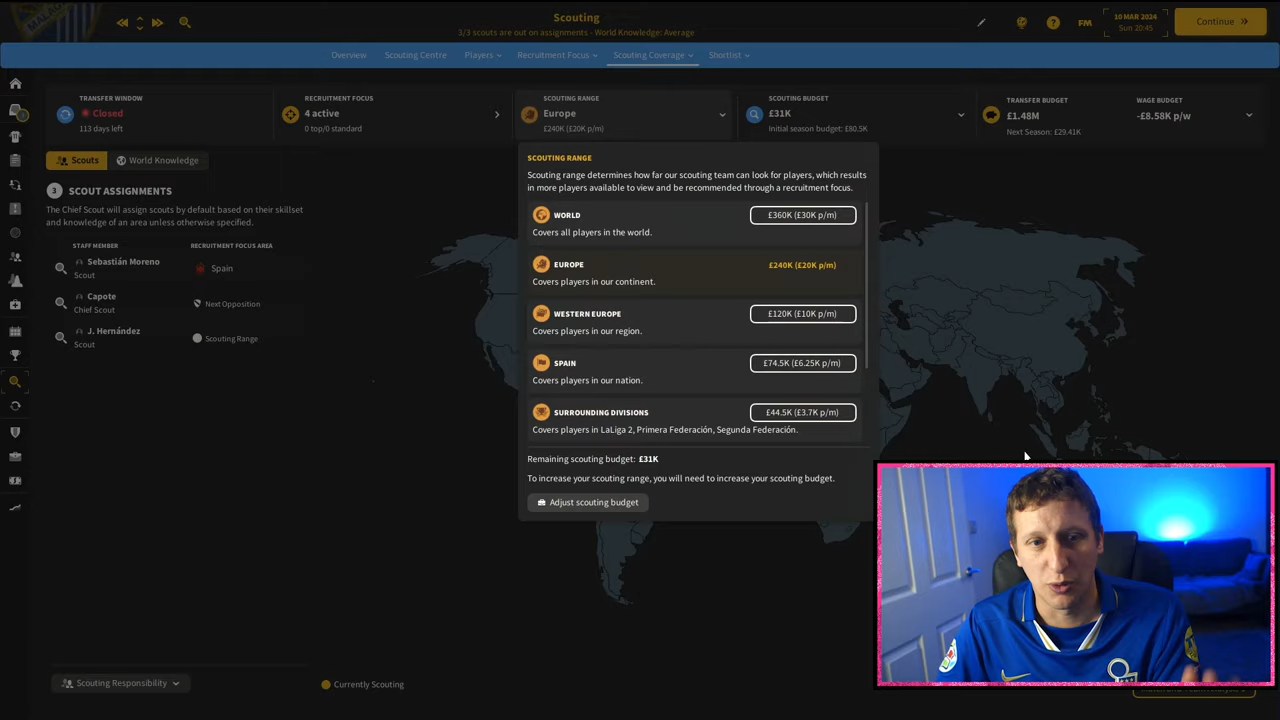 Scouting
3/3 scouts are out on assignments - World Knowledge: Average
FM
10 MAR 2024
Sun 20:45
Continue
Overview
Scouting Centre
Players
Recruitment Focus
Scouting Coverage
Shortlist
TRANSFER WINDOW
Closed
113 days left
RECRUITMENT FOCUS
4 active
0 top/0 standard
SCOUTING RANGE
Europe
£240K (£20K p/m)
SCOUTING BUDGET
£31K
Initial season budget: £80.5K
TRANSFER BUDGET
£1.48M
Next Season: £29.41K
WAGE BUDGET
-£8.58K p/w
Scouts
World Knowledge
3 SCOUT ASSIGNMENTS
The Chief Scout will assign scouts by default based on their skillset
and knowledge of an area unless otherwise specified.
STAFF MEMBER
RECRUITMENT FOCUS AREA
Sebastián Moreno
Scout
Spain
Capote
Chief Scout
Next Opposition
J. Hernández
Scout
Scouting Range
SCOUTING RANGE
Scouting range determines how far our scouting team can look for players, which results
in more players available to view and be recommended through a recruitment focus.
WORLD
£360K (£30K p/m)
Covers all players in the world.
EUROPE
£240K (£20K p/m)
Covers players in our continent.
WESTERN EUROPE
£120K (£10K p/m)
Covers players in our region.
SPAIN
£74.5K (£6.25K p/m)
Covers players in our nation.
SURROUNDING DIVISIONS
£44.5K (£3.7K p/m)
Covers players in LaLiga 2, Primera Federación, Segunda Federación.
Remaining scouting budget: £31K
To increase your scouting range, you will need to increase your scouting budget.
Adjust scouting budget
Scouting Responsibility
Currently Scouting